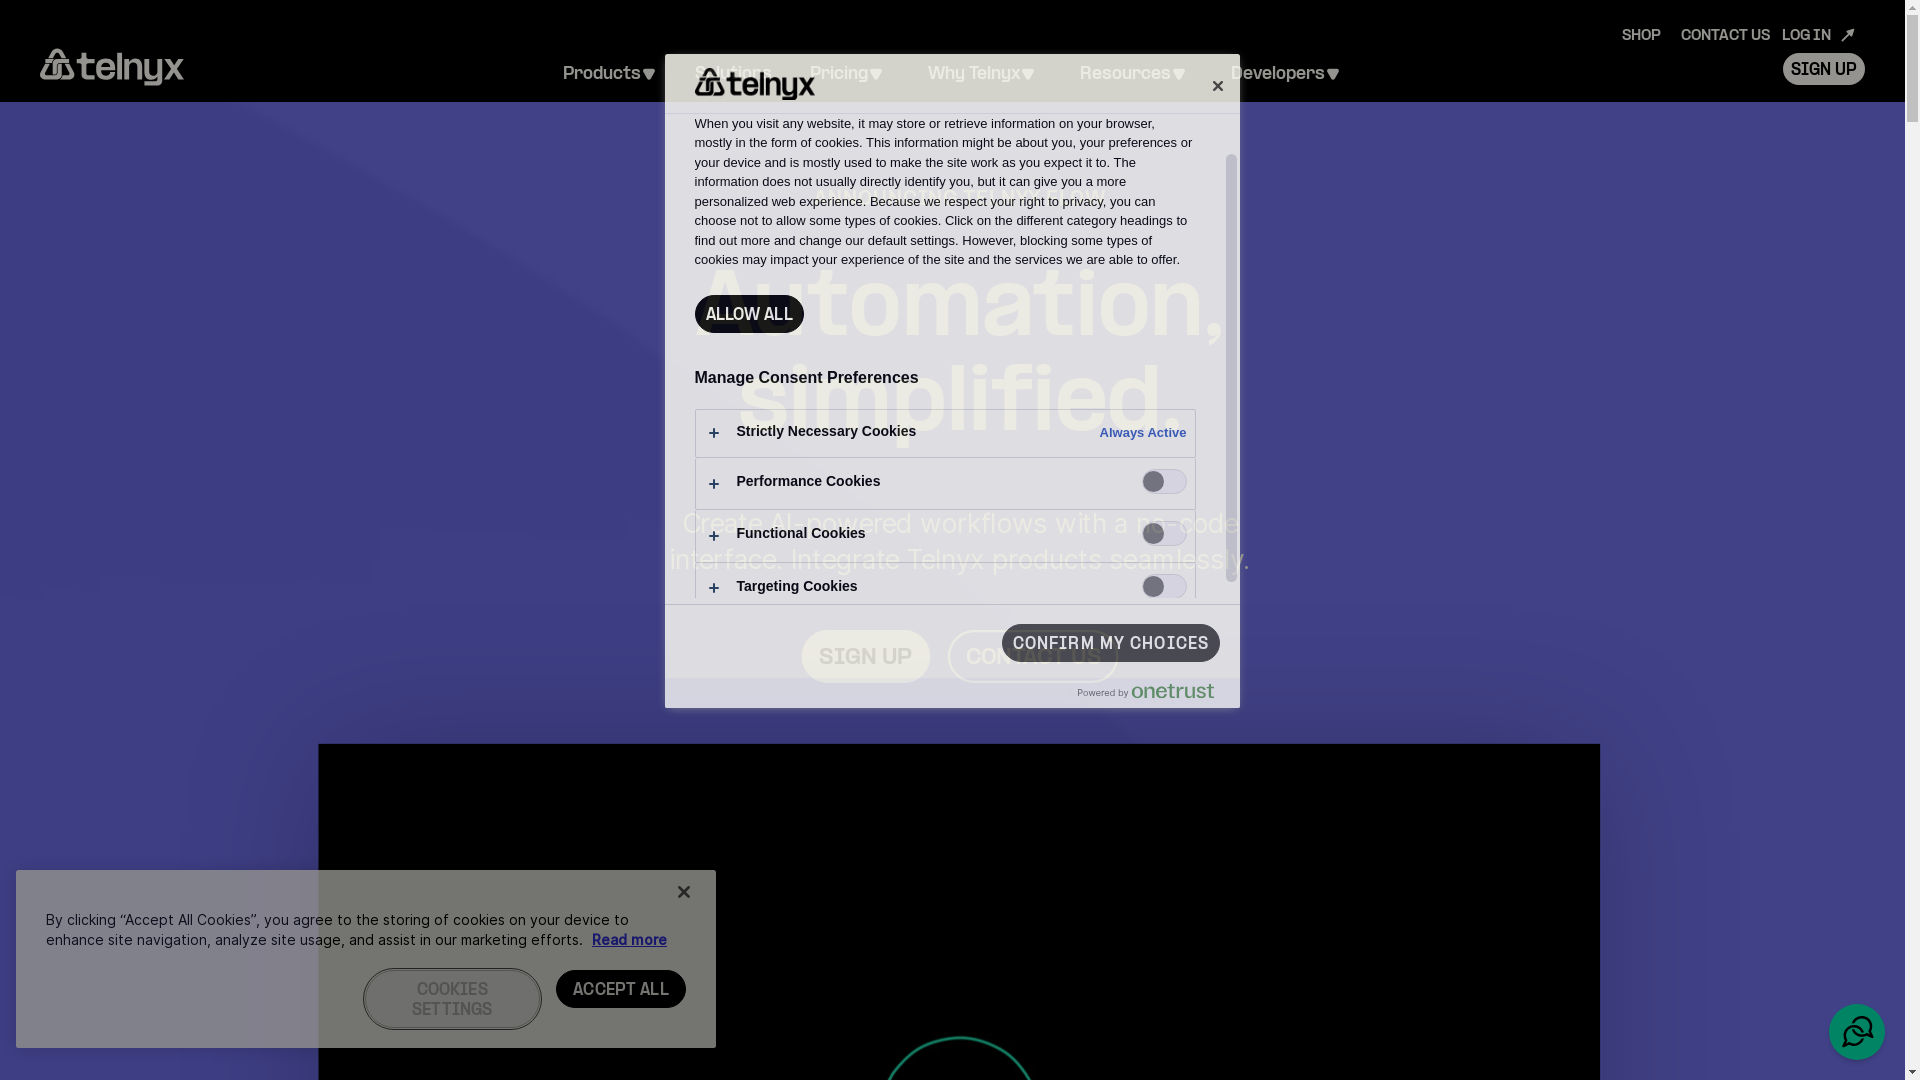 SHOP CONTACT US LOG IN
telnyx
Products Solutions Pricing Why Telnyx Resources Developers
SIGN UP
telnyx
When you visit any website, it may store or retrieve information on your browser,
mostly in the form of cookies. This information might be about you, your preferences or
your device and is mostly used to make the site work as you expect it to. The
information does not usually directly identify you, but it can give you a more
personalized web experience. Because we respect your right to privacy, you can
choose not to allow some types of cookies. Click on the different category headings to
find out more and change our default settings. However, blocking some types of
cookies may impact your experience of the site and the services we are able to offer.
ALLOW ALL
Automation,
simplified.
Manage Consent Preferences
Strictly Necessary Cookies Always Active
Performance Cookies
Functional Cookies
Targeting Cookies
Create AI-powered workflows with a no-code
interface. Integrate Telnyx products seamlessly.
SIGN UP
CONTACT US
CONFIRM MY CHOICES
Powered by onetrust
By clicking “Accept All Cookies”, you agree to the storing of cookies on your device to
enhance site navigation, analyze site usage, and assist in our marketing efforts. Read more
COOKIES
SETTINGS
ACCEPT ALL